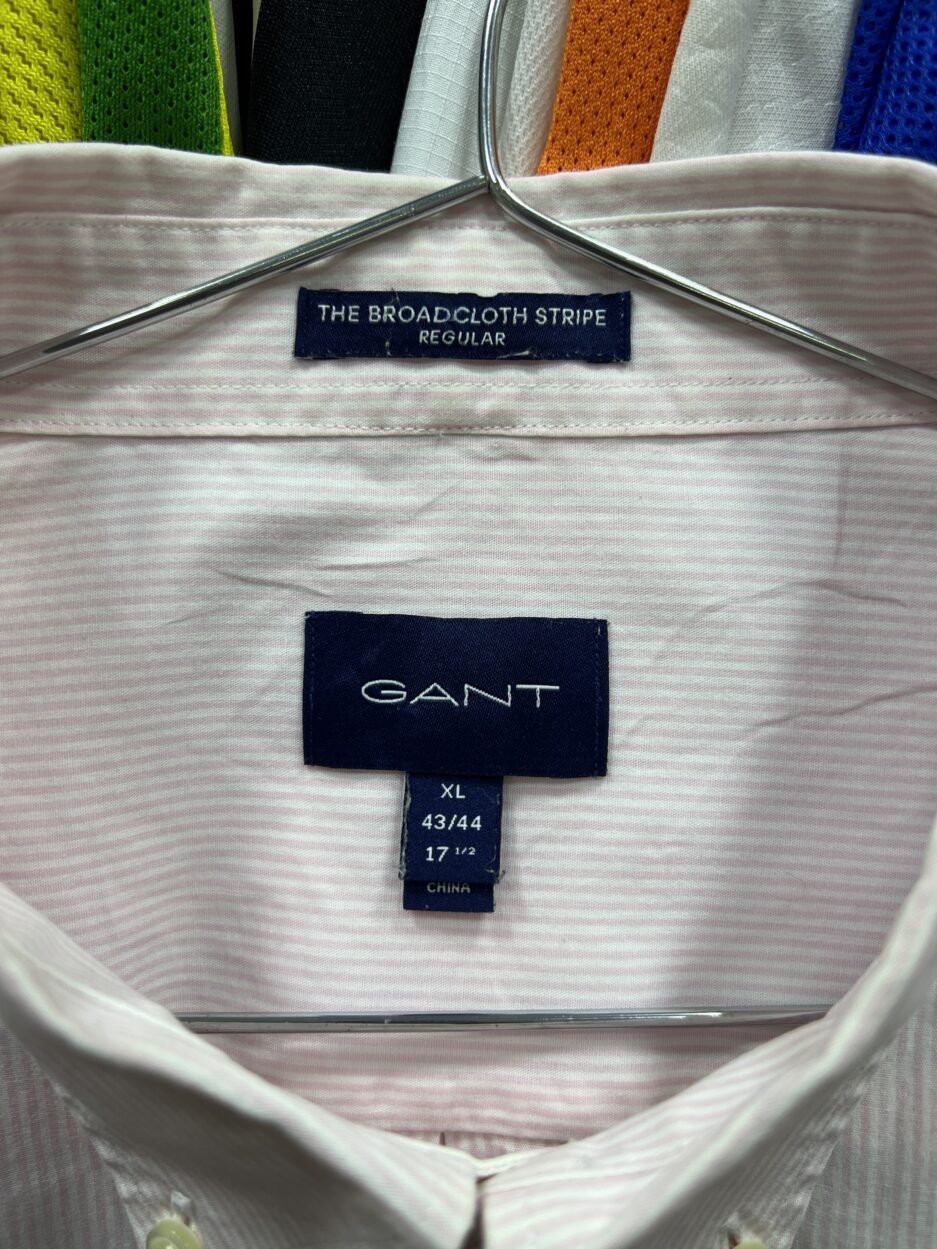 THE BROADCLOTH STRIPE
REGULAR
GANT
XL
43/44
17 1/2
CHINA